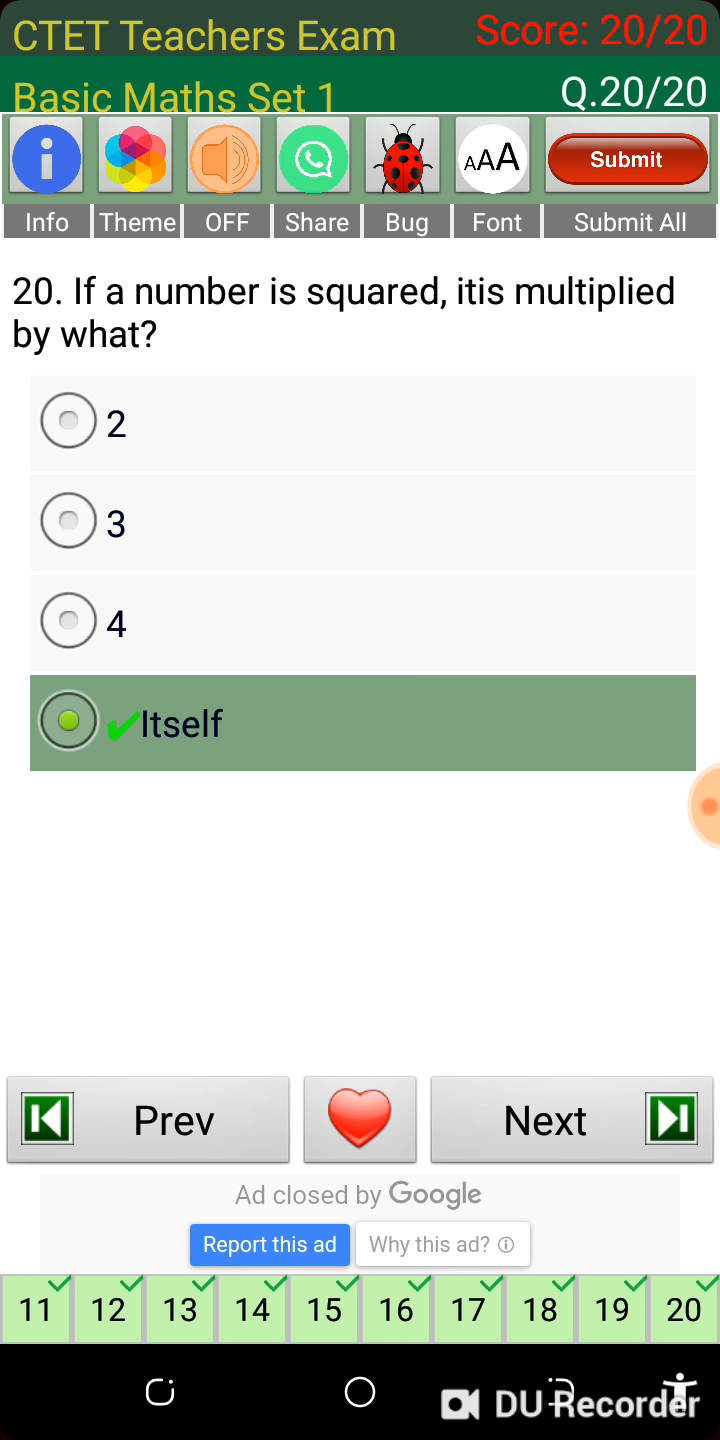 CTET Teachers Exam
Score: 20/20
Basic Maths Set 1
Q.20/20
AAA
Submit
Info
Theme
OFF
Share
Bug
Font
Submit All
20. If a number is squared, itis multiplied
by what?
2
3
4
Itself
Prev
Next
Ad closed by Google
Report this ad
Why this ad?
11 12 13 14 15 16 17 18 19 20
DU Recorder